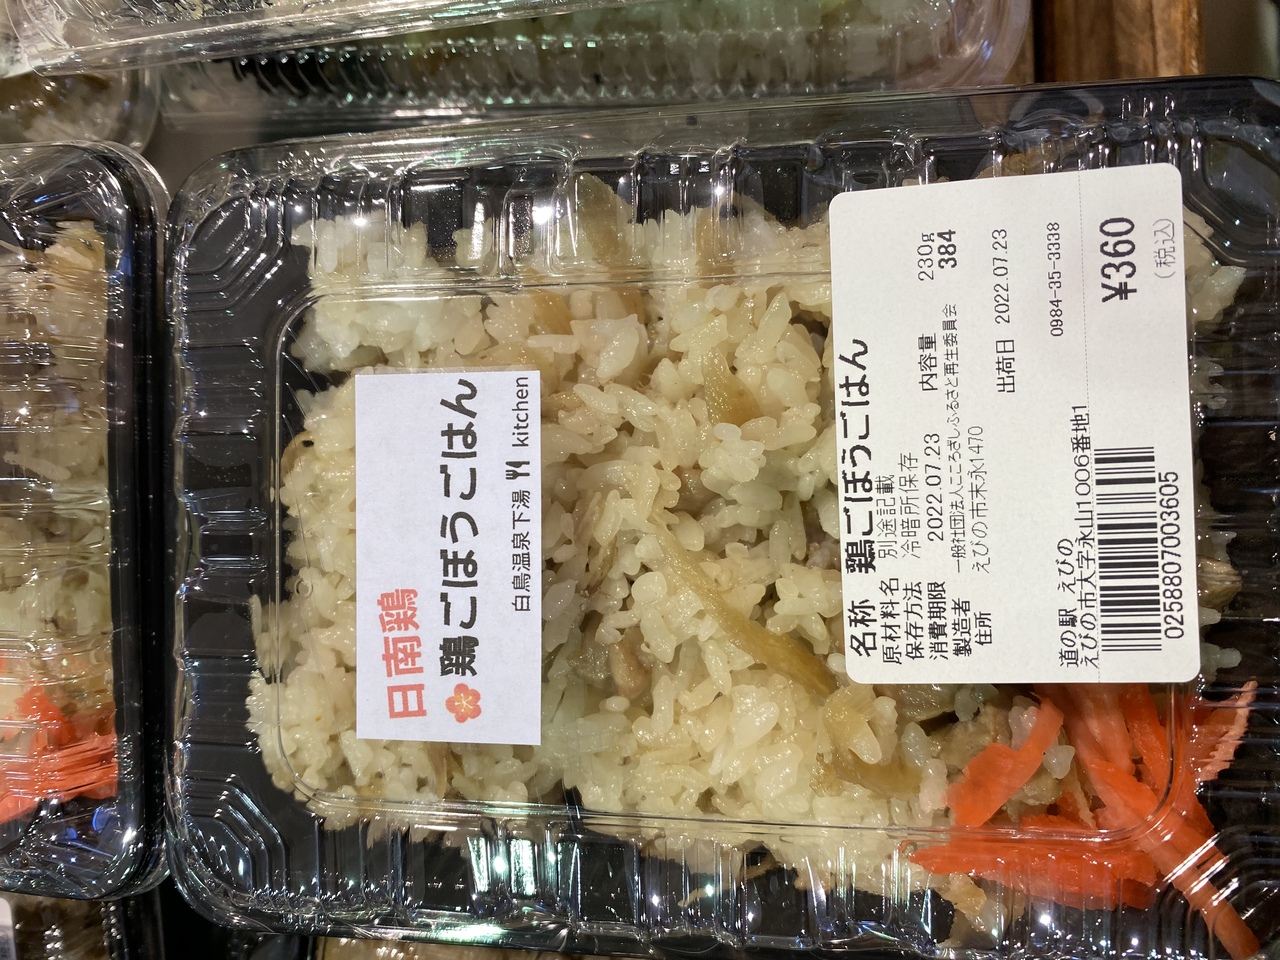 日南鶏
鶏ごぼうごはん
白鳥温泉下湯 kitchen
名称 鶏ごぼうごはん
原材料名 別途記載
保存方法 冷暗所保存 内容量 230g
消費期限 2022.07.23 384
製造者 一般社団法人こころざしふるさと再生委員会
住所 えびの市末永1470
出荷日 2022.07.23
道の駅 えびの
えびの市大字永山1006番地1
0984-35-3338
0258807003605
¥360
(税込)